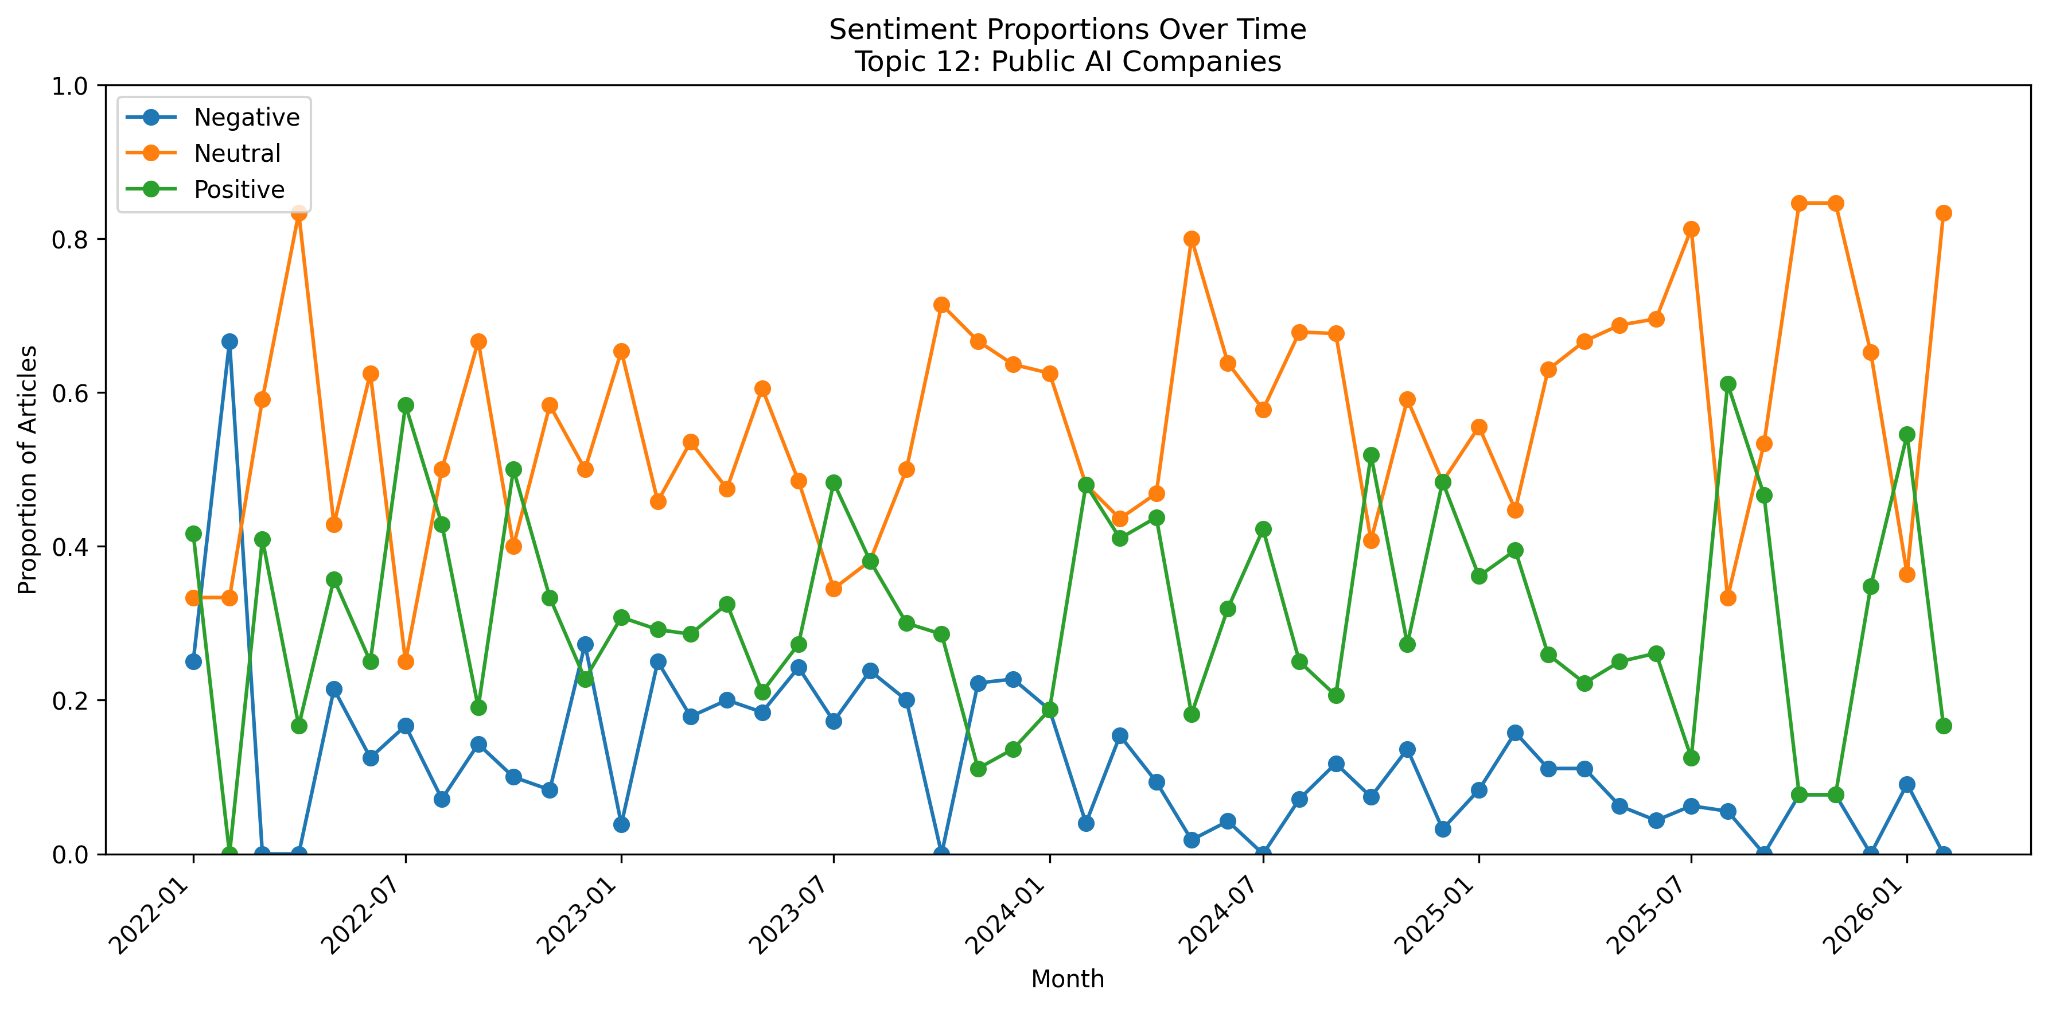 Sentiment Proportions Over Time
Topic 12: Public AI Companies
1.0
0.8
0.6
0.4
0.2
0.0
Proportion of Articles
Negative
Neutral
Positive
2022-01
2022-07
2023-01
2023-07
2024-01
2024-07
2025-01
2025-07
2026-01
Month